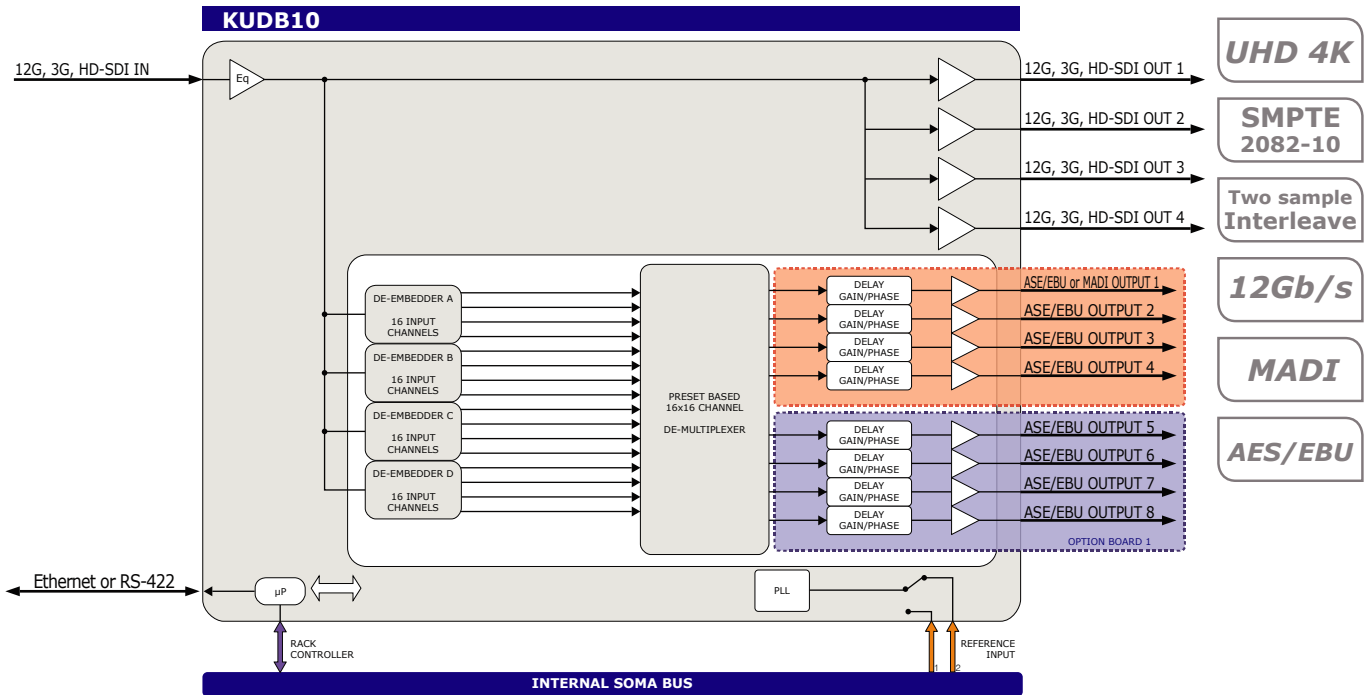 KUDB10
12G, 3G, HD-SDI IN
Eq
12G, 3G, HD-SDI OUT 1
12G, 3G, HD-SDI OUT 2
12G, 3G, HD-SDI OUT 3
12G, 3G, HD-SDI OUT 4
UHD 4K
SMPTE
2082-10
Two sample
Interleave
12Gb/s
MADI
AES/EBU
DE-EMBEDDER A
16 INPUT
CHANNELS
DE-EMBEDDER B
16 INPUT
CHANNELS
DE-EMBEDDER C
16 INPUT
CHANNELS
DE-EMBEDDER D
16 INPUT
CHANNELS
PRESET BASED
16x16 CHANNEL
DE-MULTIPLEXER
DELAY
GAIN/PHASE
ASE/EBU or MADI OUTPUT 1
DELAY
GAIN/PHASE
ASE/EBU OUTPUT 2
DELAY
GAIN/PHASE
ASE/EBU OUTPUT 3
DELAY
GAIN/PHASE
ASE/EBU OUTPUT 4
DELAY
GAIN/PHASE
ASE/EBU OUTPUT 5
DELAY
GAIN/PHASE
ASE/EBU OUTPUT 6
DELAY
GAIN/PHASE
ASE/EBU OUTPUT 7
DELAY
GAIN/PHASE
ASE/EBU OUTPUT 8
OPTION BOARD 1
Ethernet or RS-422
µP
PLL
RACK
CONTROLLER
REFERENCE
INPUT
1
2
INTERNAL SOMA BUS